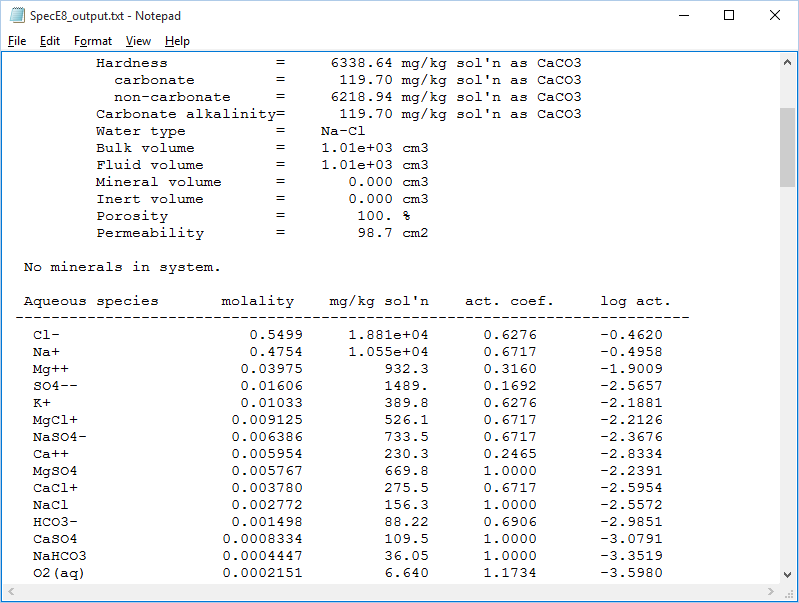 SpecE8_output.txt - Notepad
File Edit Format View Help
Hardness = 6338.64 mg/kg sol'n as CaCO3
carbonate = 119.70 mg/kg sol'n as CaCO3
non-carbonate = 6218.94 mg/kg sol'n as CaCO3
Carbonate alkalinity= 119.70 mg/kg sol'n as CaCO3
Water type = Na-Cl
Bulk volume = 1.01e+03 cm3
Fluid volume = 1.01e+03 cm3
Mineral volume = 0.000 cm3
Inert volume = 0.000 cm3
Porosity = 100. %
Permeability = 98.7 cm2
No minerals in system.
Aqueous species molality mg/kg sol'n act. coef. log act.
---------------------------------------------------------------------------
Cl- 0.5499 1.881e+04 0.6276 -0.4620
Na+ 0.4754 1.055e+04 0.6717 -0.4958
Mg++ 0.03975 932.3 0.3160 -1.9009
SO4-- 0.01606 1489. 0.1692 -2.5657
K+ 0.01033 389.8 0.6276 -2.1881
MgCl+ 0.009125 526.1 0.6717 -2.2126
NaSO4- 0.006386 733.5 0.6717 -2.3676
Ca++ 0.005954 230.3 0.2465 -2.8334
MgSO4 0.005767 669.8 1.0000 -2.2391
CaCl+ 0.003780 275.5 0.6717 -2.5954
NaCl 0.002772 156.3 1.0000 -2.5572
HCO3- 0.001498 88.22 0.6906 -2.9851
CaSO4 0.0008334 109.5 1.0000 -3.0791
NaHCO3 0.0004447 36.05 1.0000 -3.3519
O2(aq) 0.0002151 6.640 1.1734 -3.5980